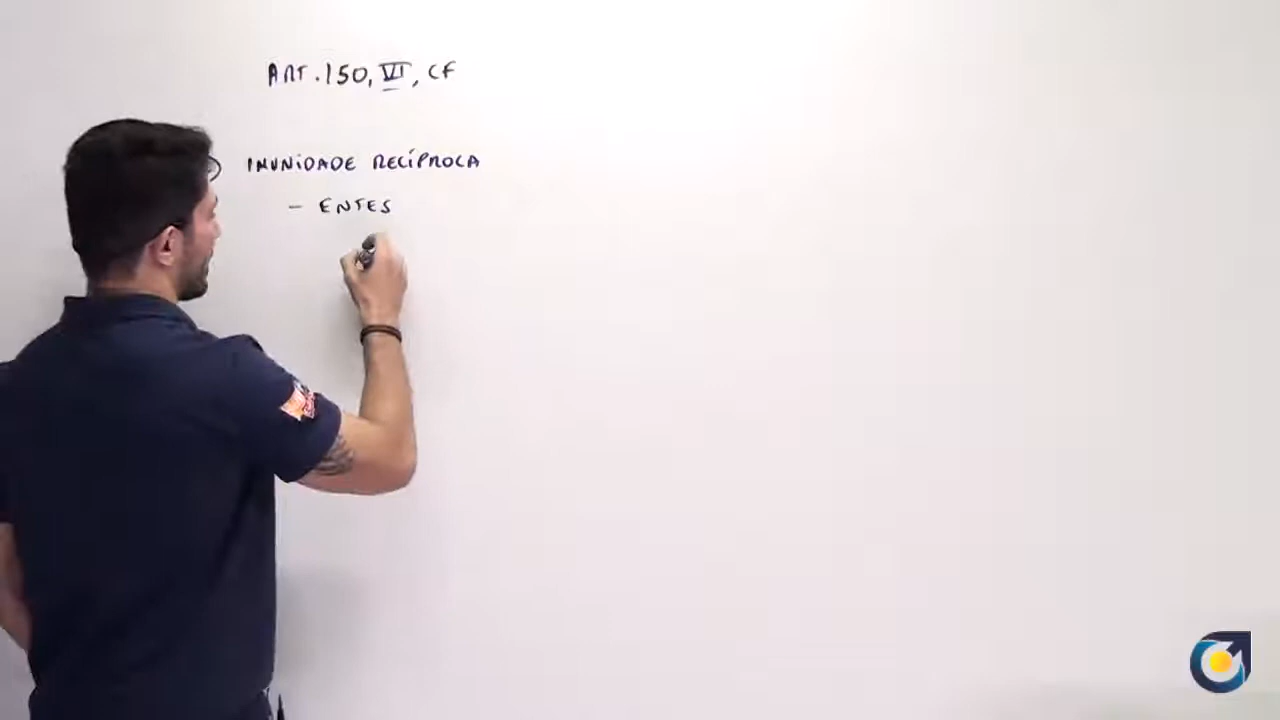 ART. 150, VI, CF
IMUNIDADE RECÍPROCA
- ENTES